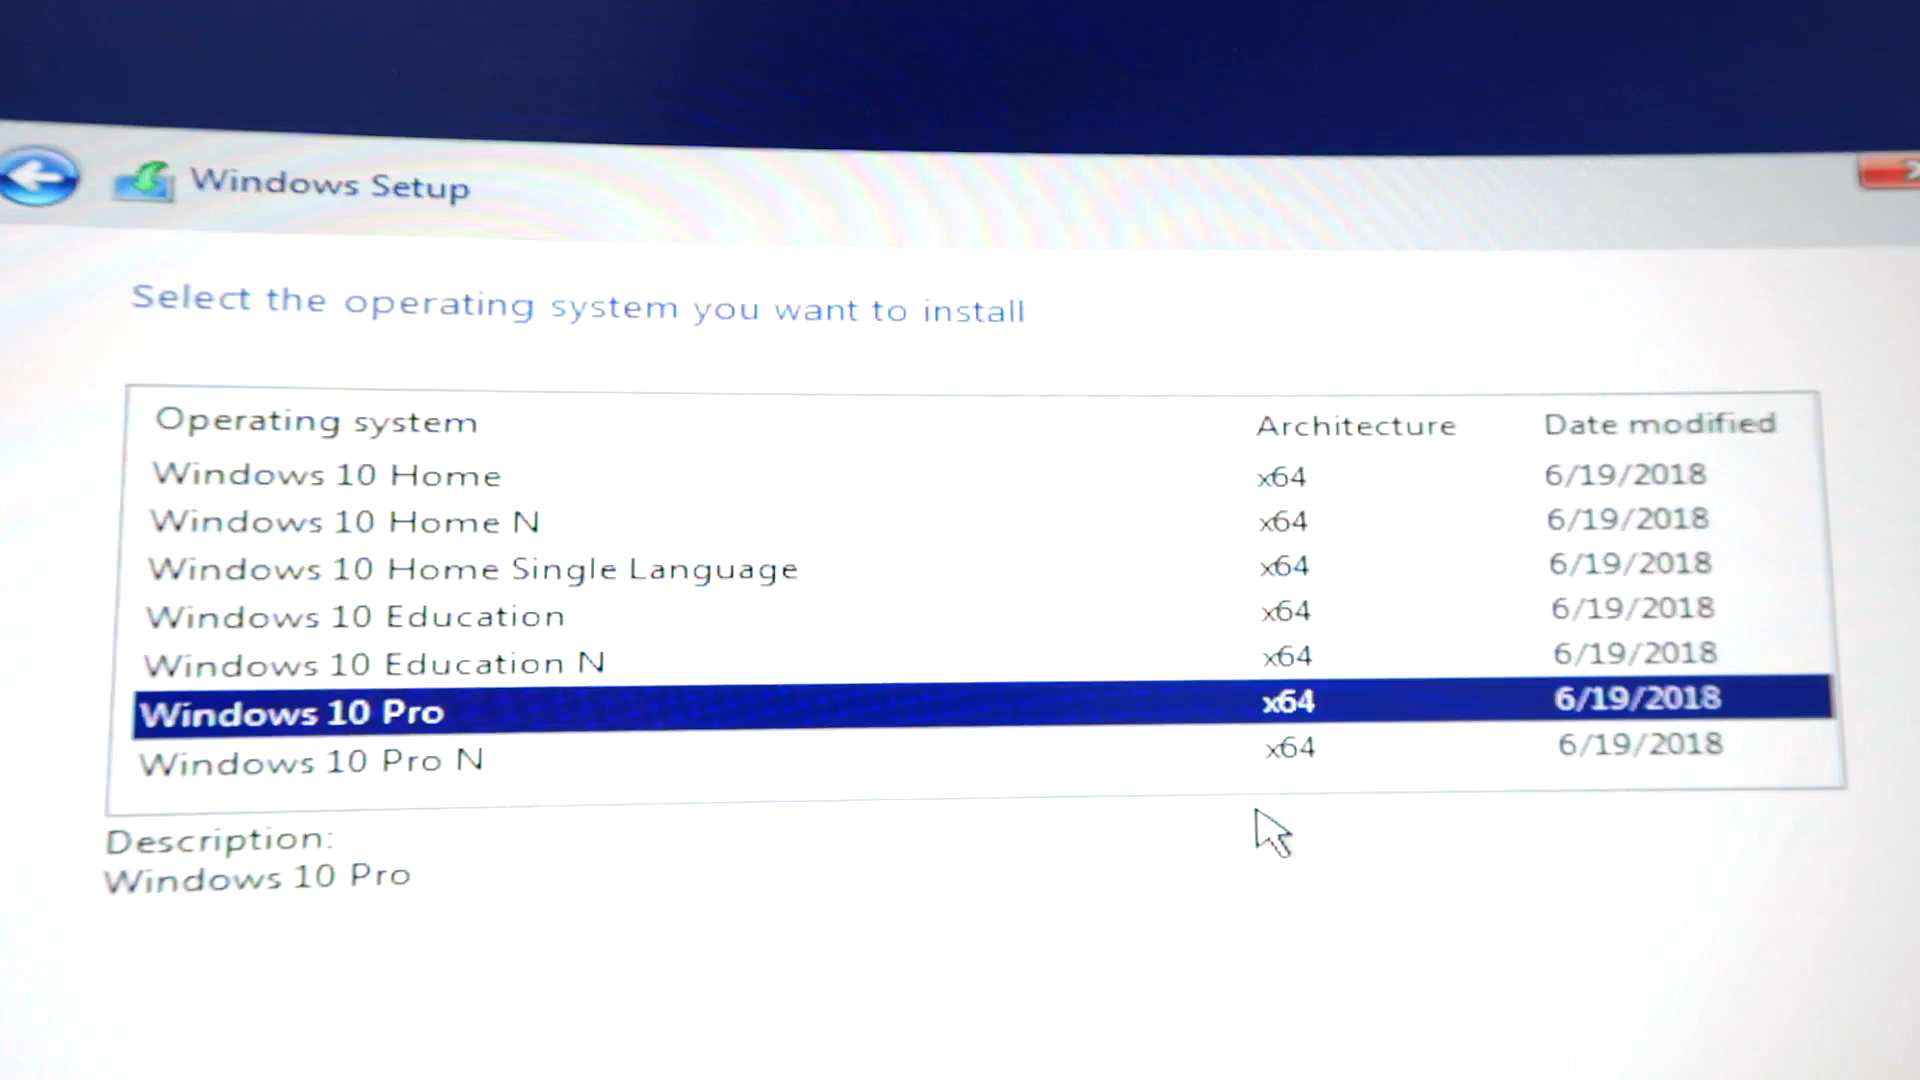 Windows Setup
Select the operating system you want to install
Operating system Architecture Date modified
Windows 10 Home x64 6/19/2018
Windows 10 Home N x64 6/19/2018
Windows 10 Home Single Language x64 6/19/2018
Windows 10 Education x64 6/19/2018
Windows 10 Education N x64 6/19/2018
Windows 10 Pro x64 6/19/2018
Windows 10 Pro N x64 6/19/2018
Description:
Windows 10 Pro